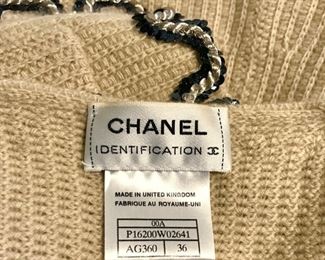 CHANEL
IDENTIFICATION
MADE IN UNITED KINGDOM
FABRIQUE AU ROYAUME-UNI
00A
P16200W02641
AG360 36